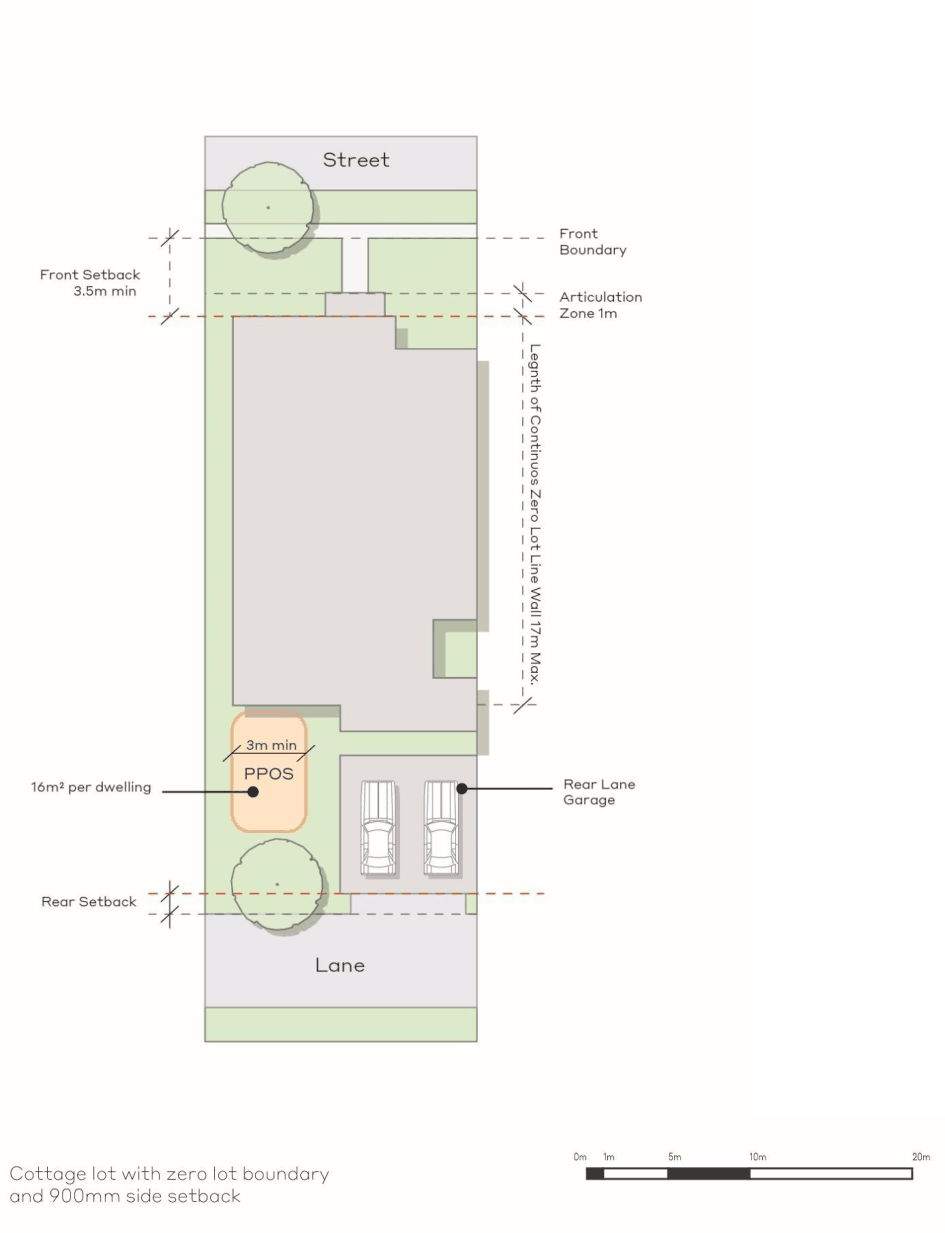 Street
Front
Boundary
Front Setback
3.5m min
Articulation
Zone 1m
Legnth of Continuos Zero Lot Line Wall 17m Max.
3m min
PPOS
16m² per dwelling
Rear Lane
Garage
Rear Setback
Lane
0m 1m 5m 10m 20m
Cottage lot with zero lot boundary
and 900mm side setback